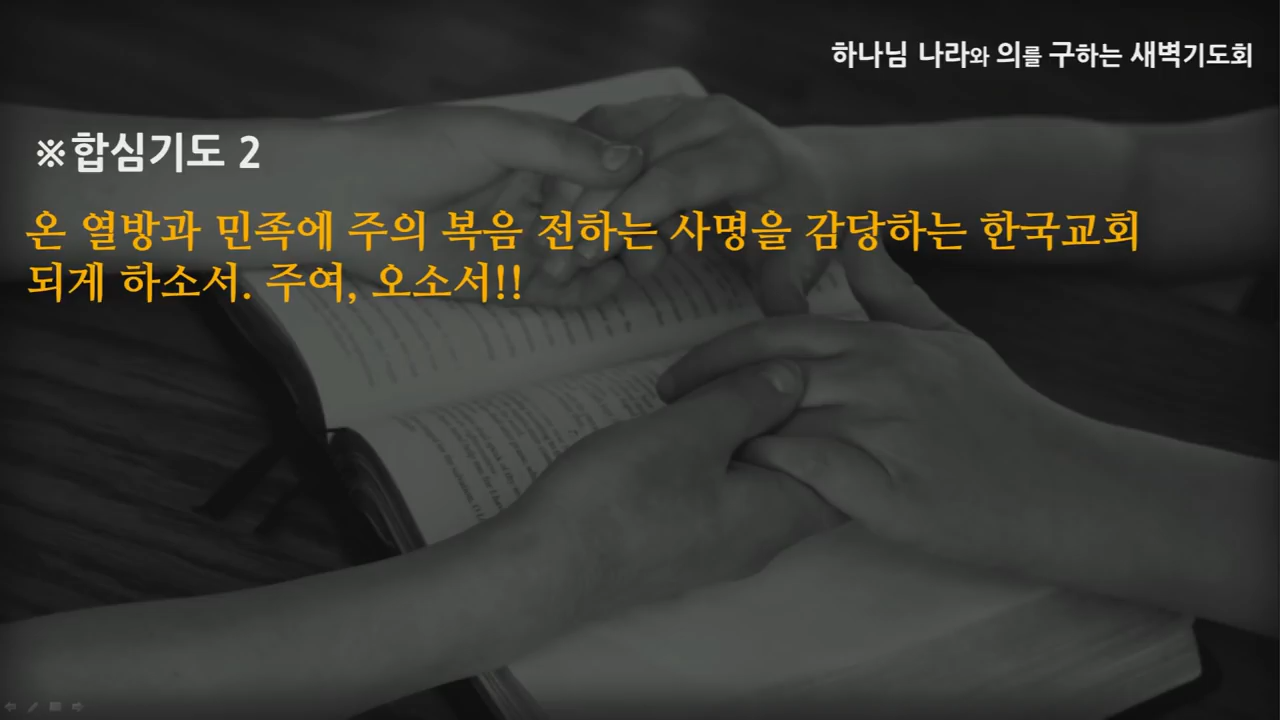 하나님 나라와 의를 구하는 새벽기도회
※합심기도 2
온 열방과 민족에 주의 복음 전하는 사명을 감당하는 한국교회
되게 하소서. 주여, 오소서!!